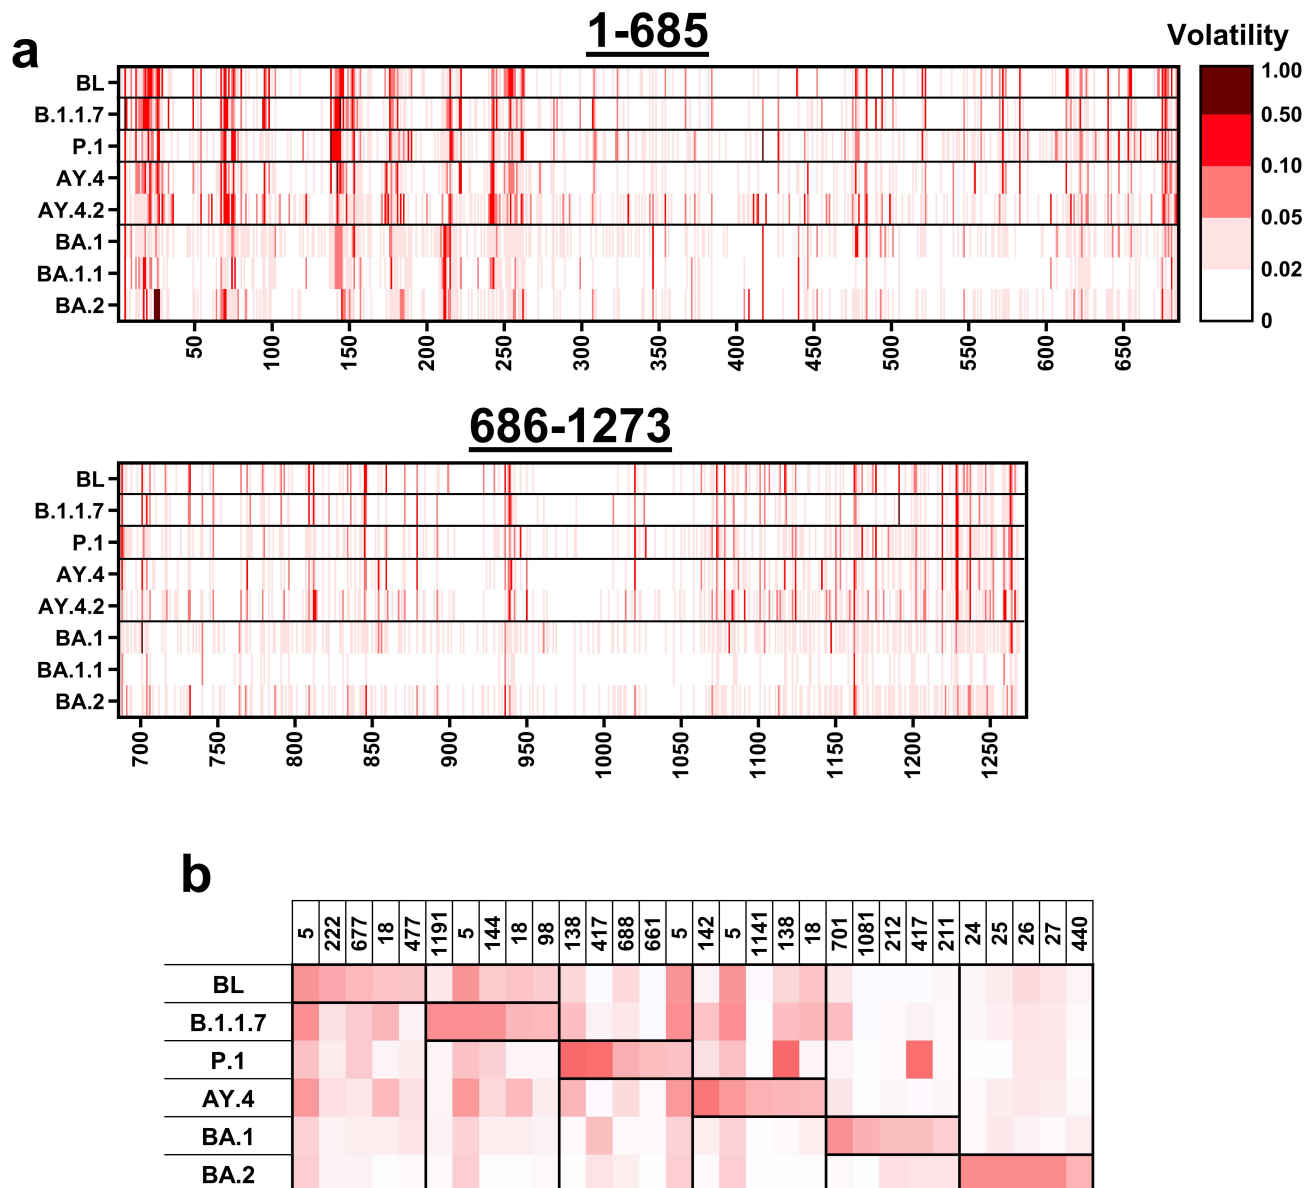 a
1-685
Volatility
BL
B.1.1.7
P.1
AY.4
AY.4.2
BA.1
BA.1.1
BA.2
1.00
0.50
0.10
0.05
0.02
0
50 100 150 200 250 300 350 400 450 500 550 600 650
686-1273
BL
B.1.1.7
P.1
AY.4
AY.4.2
BA.1
BA.1.1
BA.2
700 750 800 850 900 950 1000 1050 1100 1150 1200 1250
b
5 222 677 18 477 1191 5 144 18 98 138 417 688 661 5 142 5 1141 138 18 701 1081 212 417 211 24 25 26 27 440
BL
B.1.1.7
P.1
AY.4
BA.1
BA.2